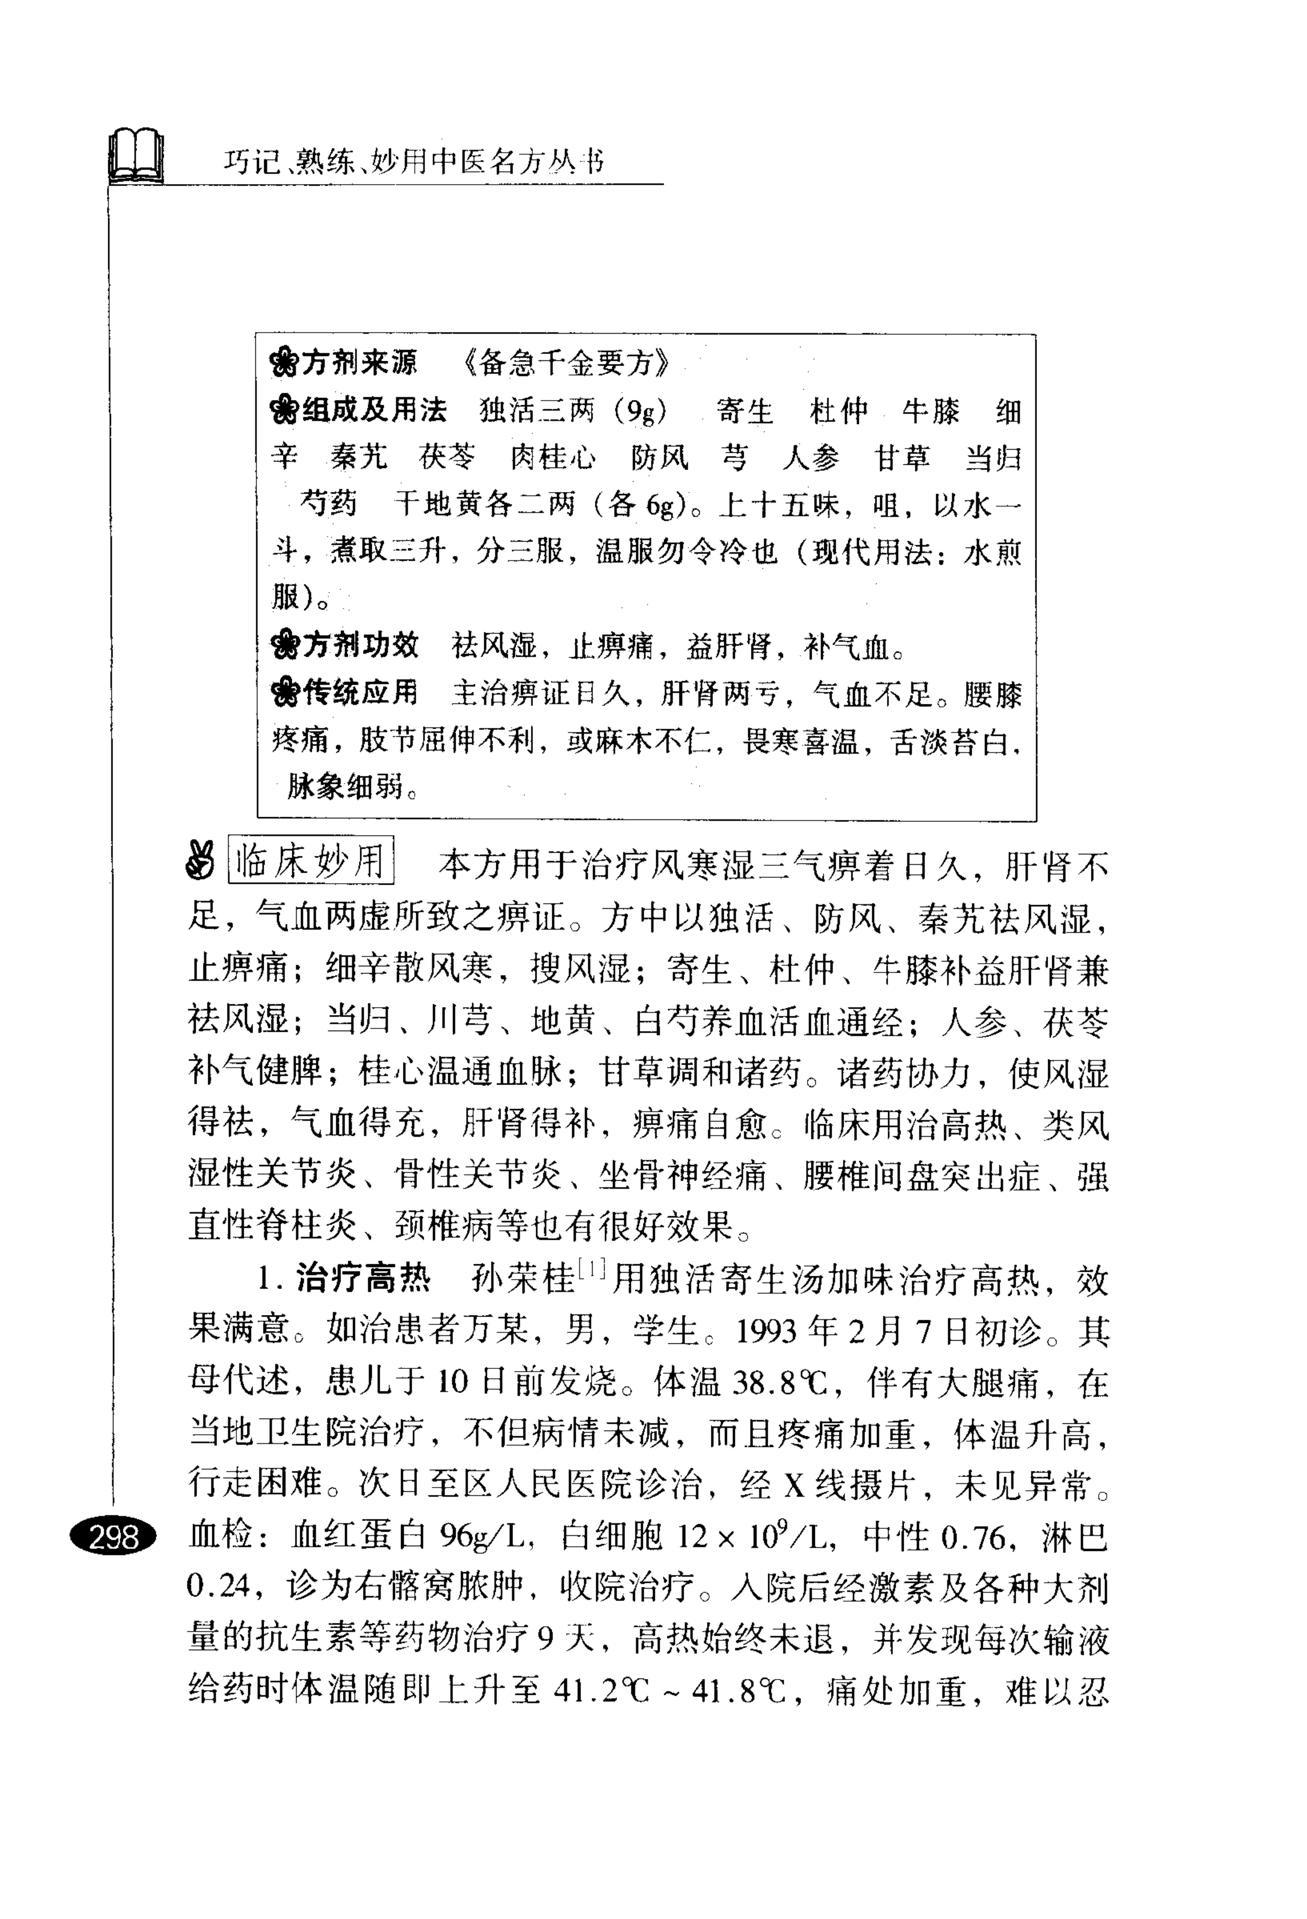 巧记、熟练、妙用中医名方丛书
方剂来源 《备急千金要方》
组成及用法 独活三两（9g） 寄生 杜仲 牛膝 细
辛 秦艽 茯苓 肉桂心 防风 芎 人参 甘草 当归
芍药 干地黄各二两（各6g）。上十五味，咀，以水一
斗，煮取三升，分三服，温服勿令冷也（现代用法：水煎
服）。
方剂功效 祛风湿，止痹痛，益肝肾，补气血。
传统应用 主治痹证日久，肝肾两亏，气血不足。腰膝
疼痛，肢节屈伸不利，或麻木不仁，畏寒喜温，舌淡苔白，
脉象细弱。
临床妙用 本方用于治疗风寒湿三气痹着日久，肝肾不
足，气血两虚所致之痹证。方中以独活、防风、秦艽祛风湿，
止痹痛；细辛散风寒，搜风湿；寄生、杜仲、牛膝补益肝肾兼
祛风湿；当归、川芎、地黄、白芍养血活血通经；人参、茯苓
补气健脾；桂心温通血脉；甘草调和诸药。诸药协力，使风湿
得祛，气血得充，肝肾得补，痹痛自愈。临床用治高热、类风
湿性关节炎、骨性关节炎、坐骨神经痛、腰椎间盘突出症、强
直性脊柱炎、颈椎病等也有很好效果。
1. 治疗高热 孙荣桂[1]用独活寄生汤加味治疗高热，效
果满意。如治患者万某，男，学生。1993年2月7日初诊。其
母代述，患儿于10日前发烧。体温38.8℃，伴有大腿痛，在
当地卫生院治疗，不但病情未减，而且疼痛加重，体温升高，
行走困难。次日至区人民医院诊治，经X线摄片，未见异常。
血检：血红蛋白96g/L，白细胞12×10⁹/L，中性0.76，淋巴
0.24，诊为右髂窝脓肿，收院治疗。入院后经激素及各种大剂
量的抗生素等药物治疗9天，高热始终未退，并发现每次输液
给药时体温随即上升至41.2℃～41.8℃，痛处加重，难以忍
298